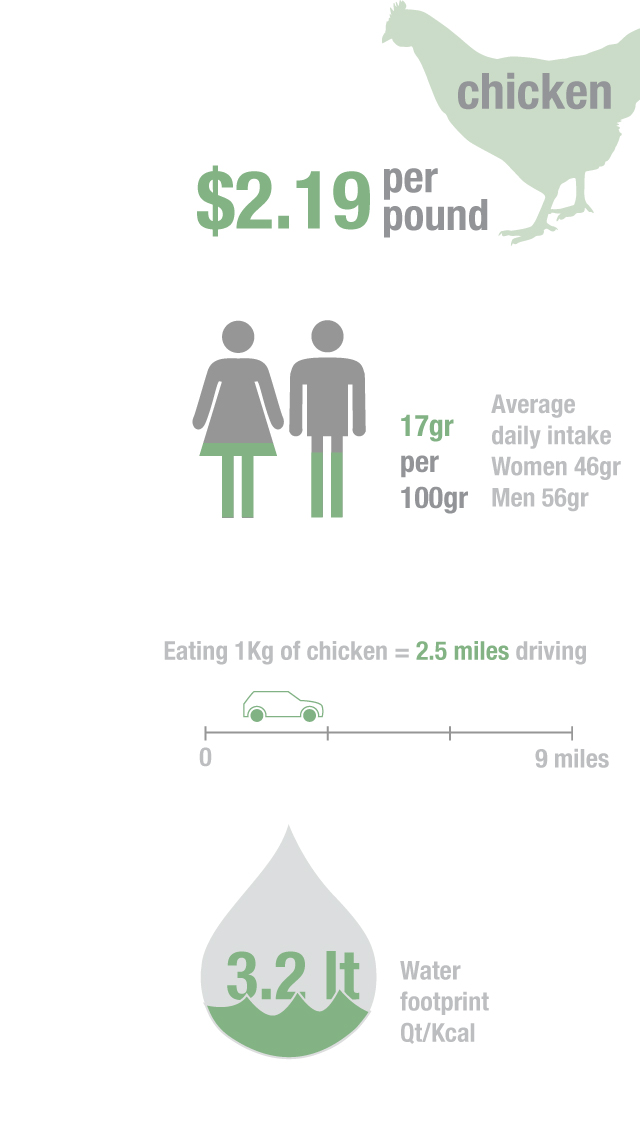 chicken
$2.19 per
pound
17gr
per
100gr
Average
daily intake
Women 46gr
Men 56gr
Eating 1Kg of chicken = 2.5 miles driving
0
9 miles
3.2 lt
Water
footprint
Qt/Kcal